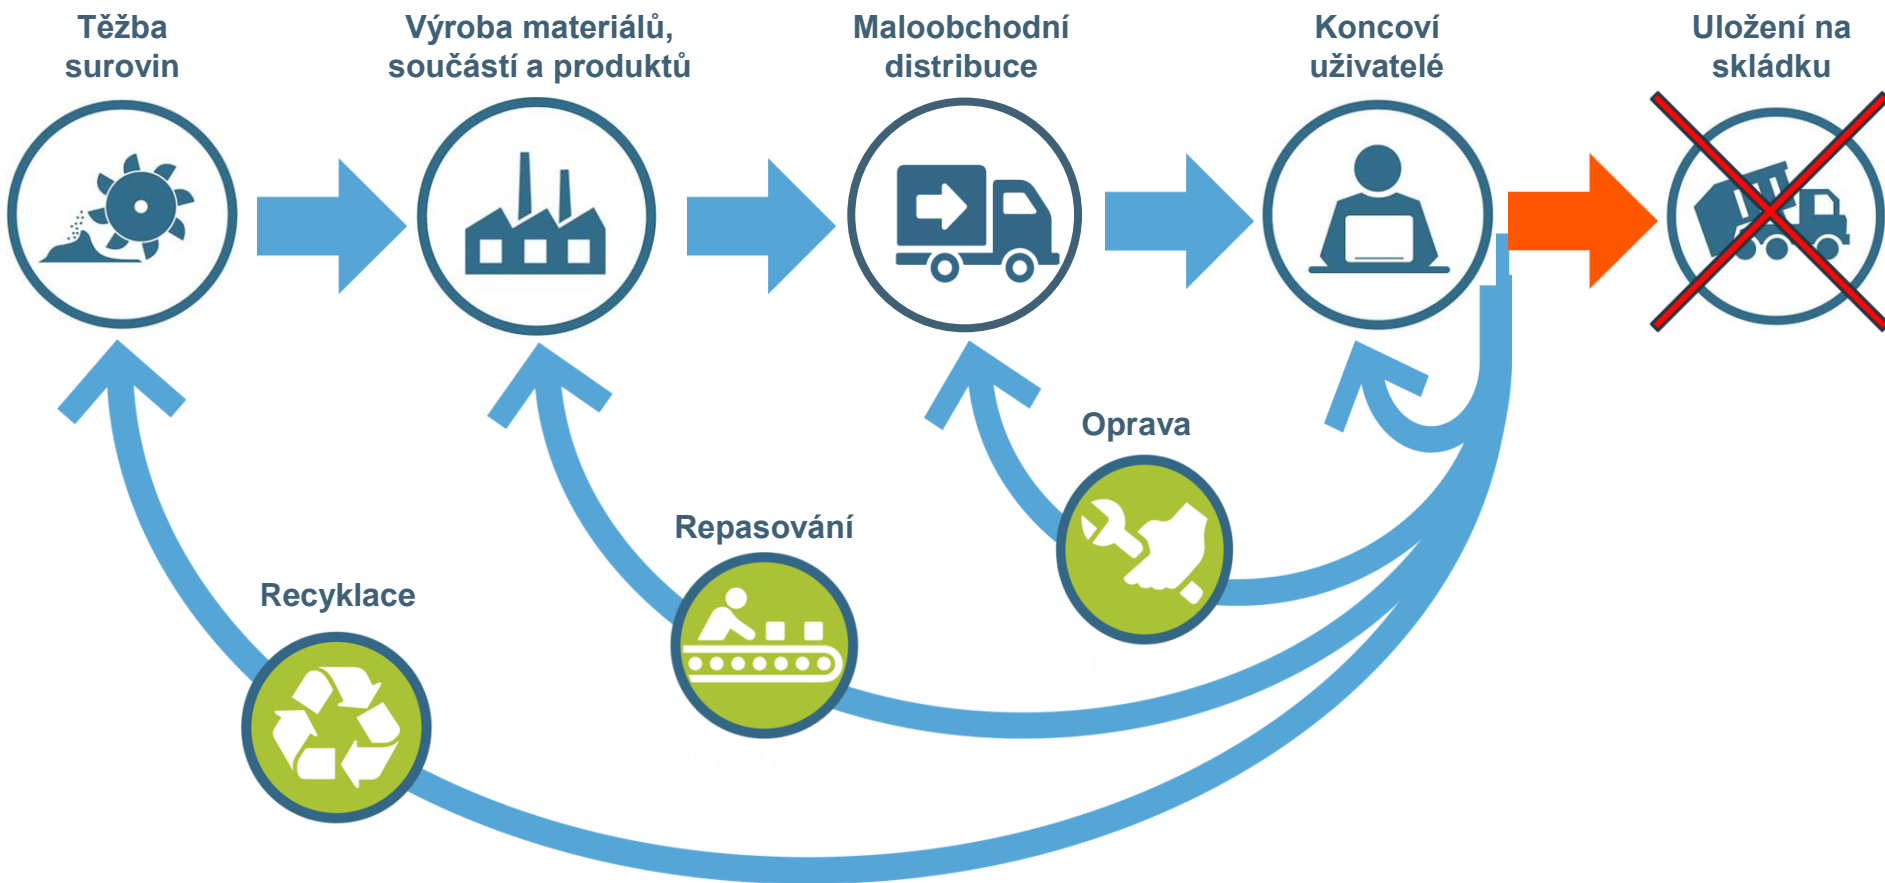 Těžba
surovin
Výroba materiálů,
součástí a produktů
Maloobchodní
distribuce
Koncoví
uživatelé
Uložení na
skládku
Oprava
Repasování
Recyklace